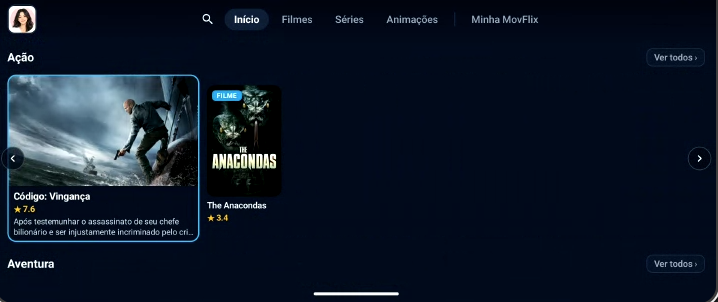 Início
Filmes
Séries
Animações
Minha MovFlix
Ação
Ver todos ›
FILME
THE
ANACONDAS
Código: Vingança
★ 7.6
Após testemunhar o assassinato de seu chefe
bilionário e ser injustamente incriminado pelo cri...
The Anacondas
★ 3.4
Aventura
Ver todos ›